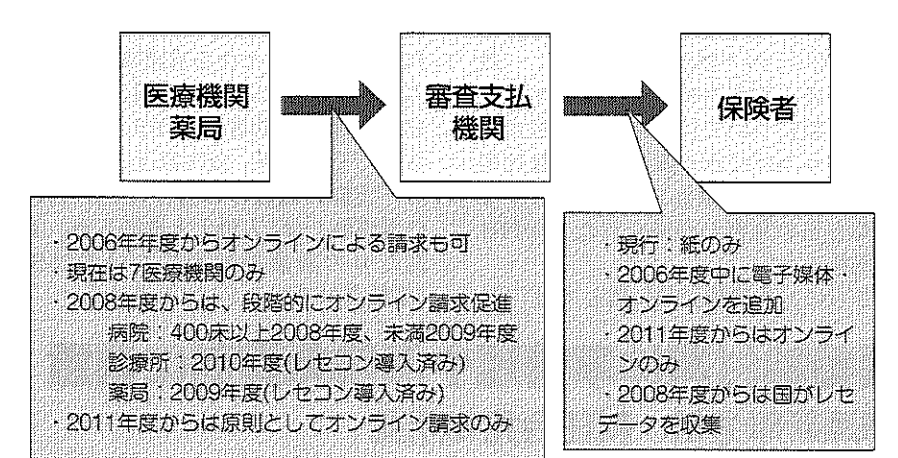 医療機関
薬局
審査支払
機関
保険者
・2006年年度からオンラインによる請求も可
・現在は7医療機関のみ
・2008年度からは、段階的にオンライン請求促進
病院：400床以上2008年度、未満2009年度
診療所：2010年度(レセコン導入済み)
薬局：2009年度(レセコン導入済み)
・2011年度からは原則としてオンライン請求のみ
・現行：紙のみ
・2006年度中に電子媒体・
オンラインを追加
・2011年度からはオンライ
ンのみ
・2008年度からは国がレセ
データを収集